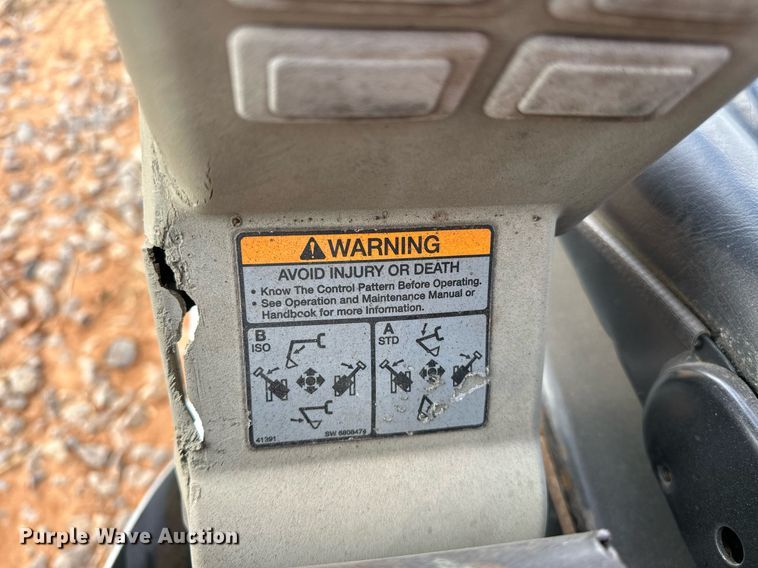 WARNING
AVOID INJURY OR DEATH
• Know The Control Pattern Before Operating.
• See Operation and Maintenance Manual or
Handbook for more Information.
B
ISO
A
STD
41391
SW 6808474
Purple Wave Auction